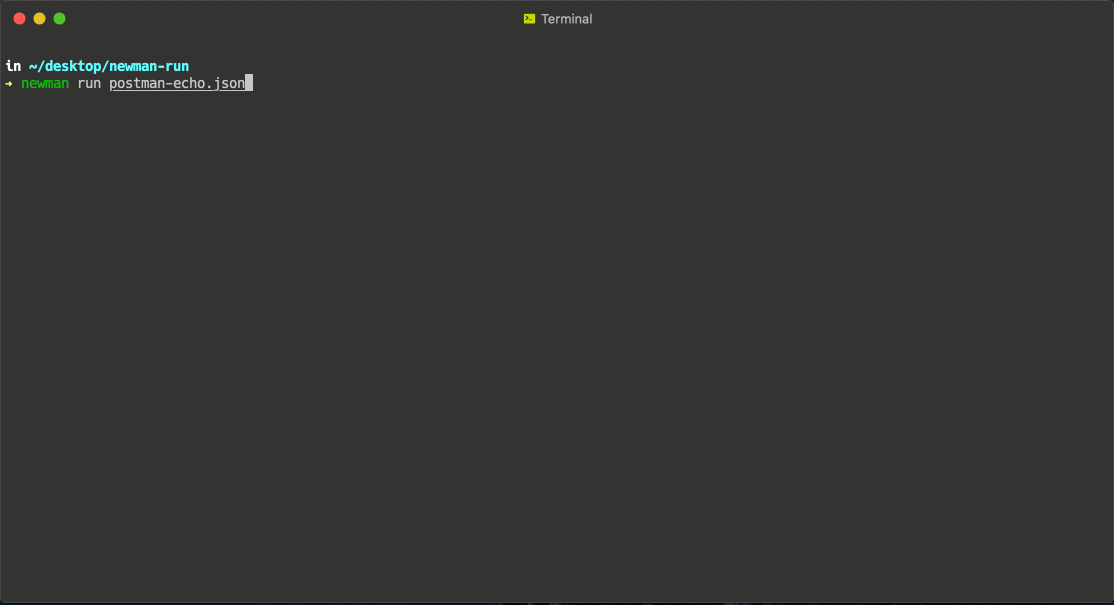 Terminal
in ~/desktop/newman-run
→ newman run postman-echo.json